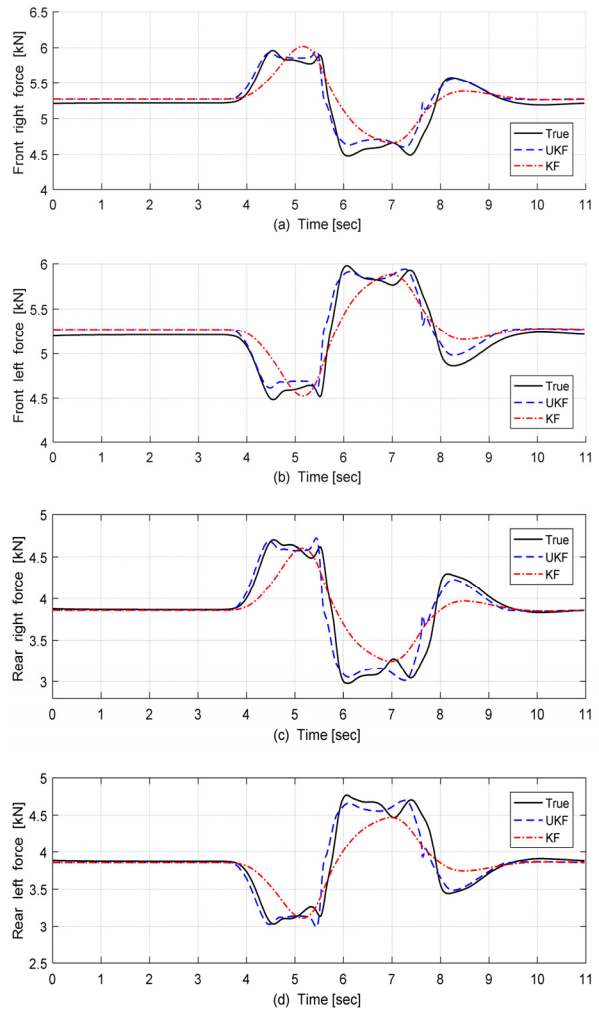 6.5
6
5.5
5
4.5
4
Front right force [kN]
True
UKF
KF
0 1 2 3 4 5 6 7 8 9 10 11
(a) Time [sec]
6
5.5
5
4.5
4
Front left force [kN]
True
UKF
KF
0 1 2 3 4 5 6 7 8 9 10 11
(b) Time [sec]
5
4.5
4
3.5
3
Rear right force [kN]
True
UKF
KF
0 1 2 3 4 5 6 7 8 9 10 11
(c) Time [sec]
5
4.5
4
3.5
3
2.5
Rear left force [kN]
True
UKF
KF
0 1 2 3 4 5 6 7 8 9 10 11
(d) Time [sec]